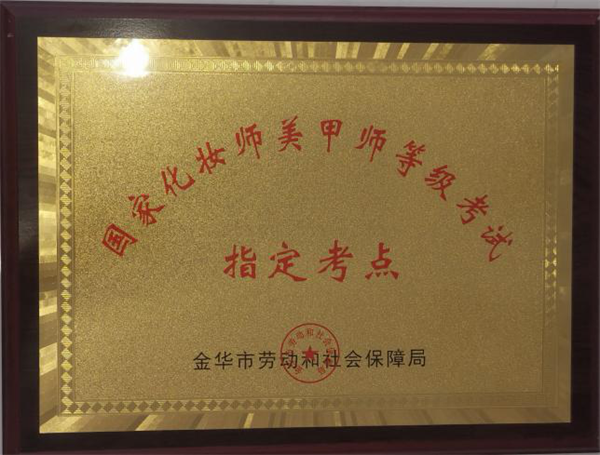 国家化妆师美甲师等级考试
指定考点
金华市劳动和社会保障局